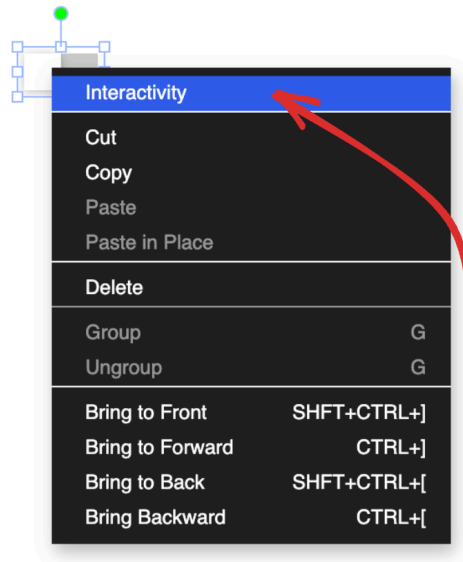 Interactivity
Cut
Copy
Paste
Paste in Place
Delete
Group G
Ungroup G
Bring to Front SHFT+CTRL+]
Bring to Forward CTRL+]
Bring to Back SHFT+CTRL+[
Bring Backward CTRL+[